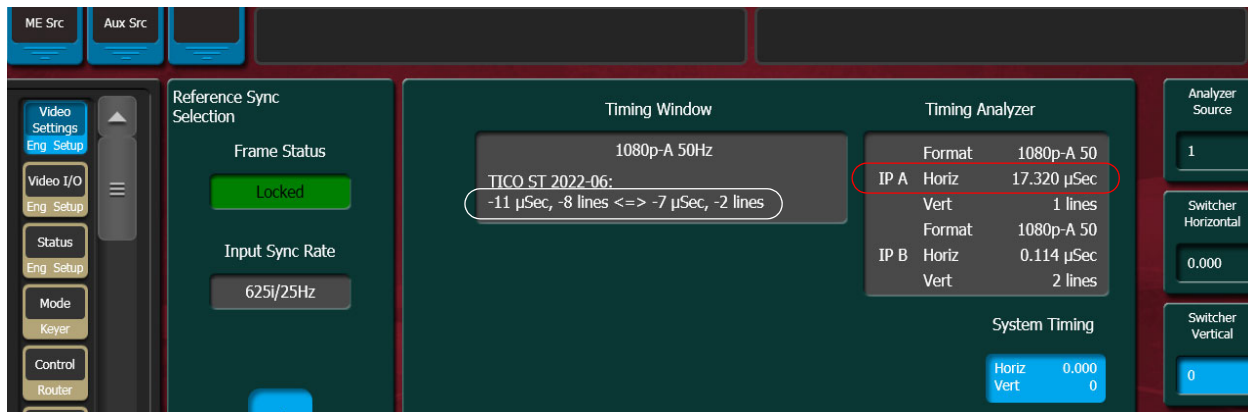 ME Src
Aux Src
Video
Settings
Eng Setup
Video I/O
Eng Setup
Status
Eng Setup
Mode
Keyer
Control
Router
Reference Sync
Selection
Frame Status
Locked
Input Sync Rate
625i/25Hz
Timing Window
1080p-A 50Hz
TICO ST 2022-06:
-11 µSec, -8 lines <=> -7 µSec, -2 lines
Timing Analyzer
Format 1080p-A 50
IP A Horiz 17.320 µSec
Vert 1 lines
Format 1080p-A 50
IP B Horiz 0.114 µSec
Vert 2 lines
System Timing
Horiz 0.000
Vert 0
Analyzer
Source
1
Switcher
Horizontal
0.000
Switcher
Vertical
0